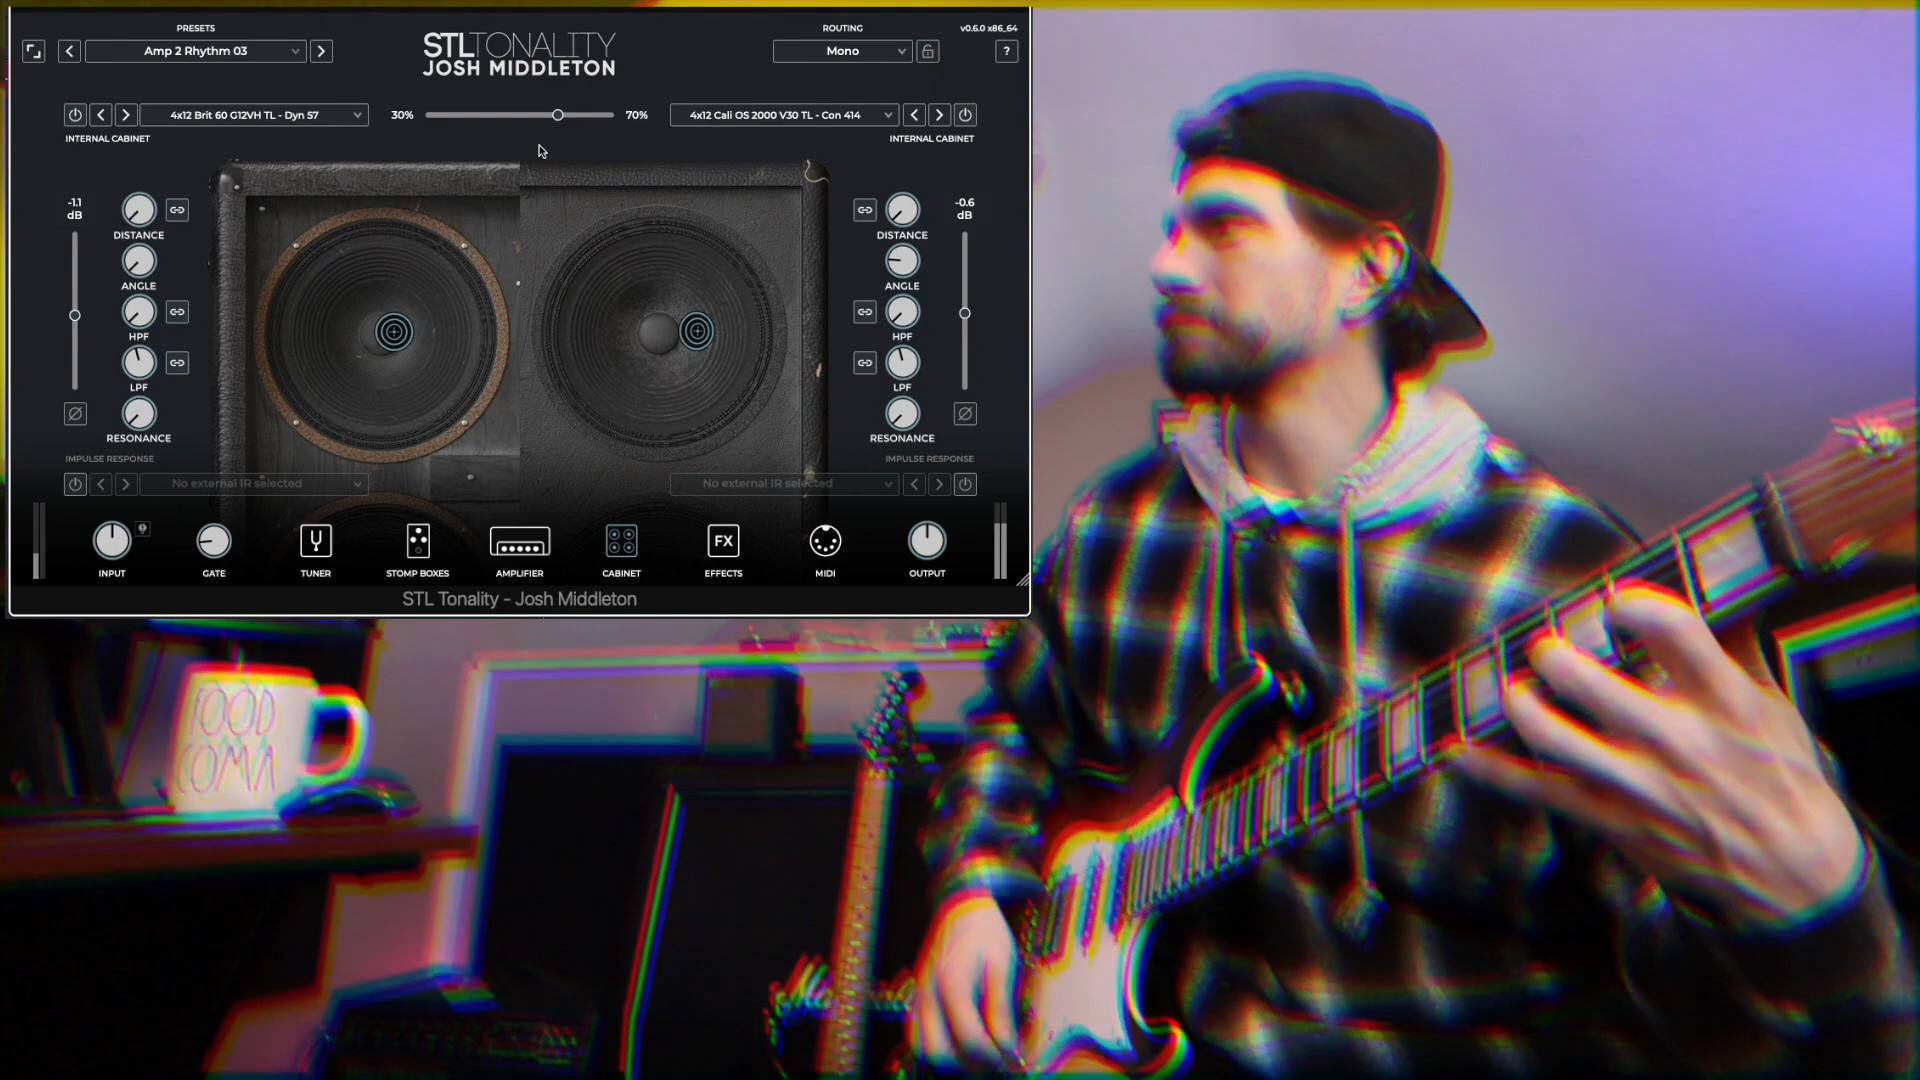 PRESETS
Amp 2 Rhythm 03
STL TONALITY
JOSH MIDDLETON
ROUTING
Mono
v0.6.0 x86_64
?
4x12 Brit 60 G12VH TL - Dyn 57
30%
70%
4x12 Cali OS 2000 V30 TL - Con 414
INTERNAL CABINET
INTERNAL CABINET
-1.1
dB
DISTANCE
ANGLE
HPF
LPF
RESONANCE
-0.6
dB
DISTANCE
ANGLE
HPF
LPF
RESONANCE
IMPULSE RESPONSE
IMPULSE RESPONSE
No external IR selected
No external IR selected
FX
INPUT
GATE
TUNER
STOMP BOXES
AMPLIFIER
CABINET
EFFECTS
MIDI
OUTPUT
STL Tonality - Josh Middleton
FOOD
COMA
Marshall